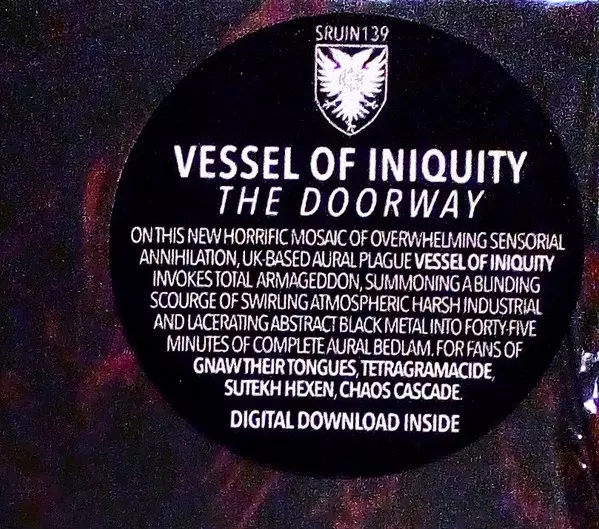 SRUIN139
VESSEL OF INIQUITY
THE DOORWAY
ON THIS NEW HORRIFIC MOSAIC OF OVERWHELMING SENSORIAL
ANNIHILATION, UK-BASED AURAL PLAGUE VESSEL OF INIQUITY
INVOKES TOTAL ARMAGEDDON, SUMMONING A BLINDING
SCOURGE OF SWIRLING ATMOSPHERIC HARSH INDUSTRIAL
AND LACERATING ABSTRACT BLACK METAL INTO FORTY-FIVE
MINUTES OF COMPLETE AURAL BEDLAM. FOR FANS OF
GNAW THEIR TONGUES, TETRAGRAMACIDE,
SUTEKH HEXEN, CHAOS CASCADE.
DIGITAL DOWNLOAD INSIDE